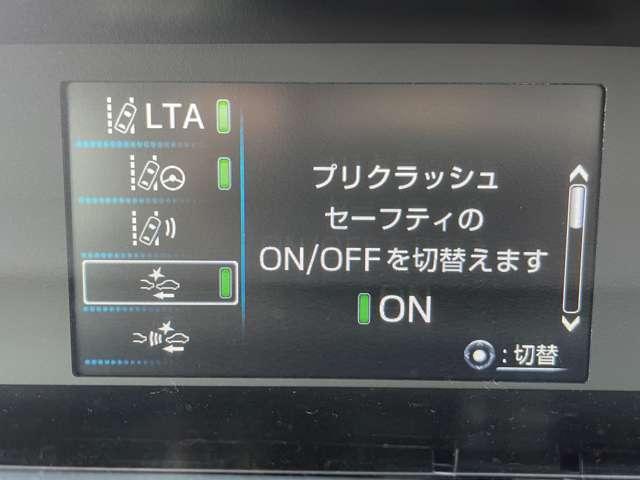 LTA
プリクラッシュ
セーフティの
ON/OFFを切替えます
ON
:切替